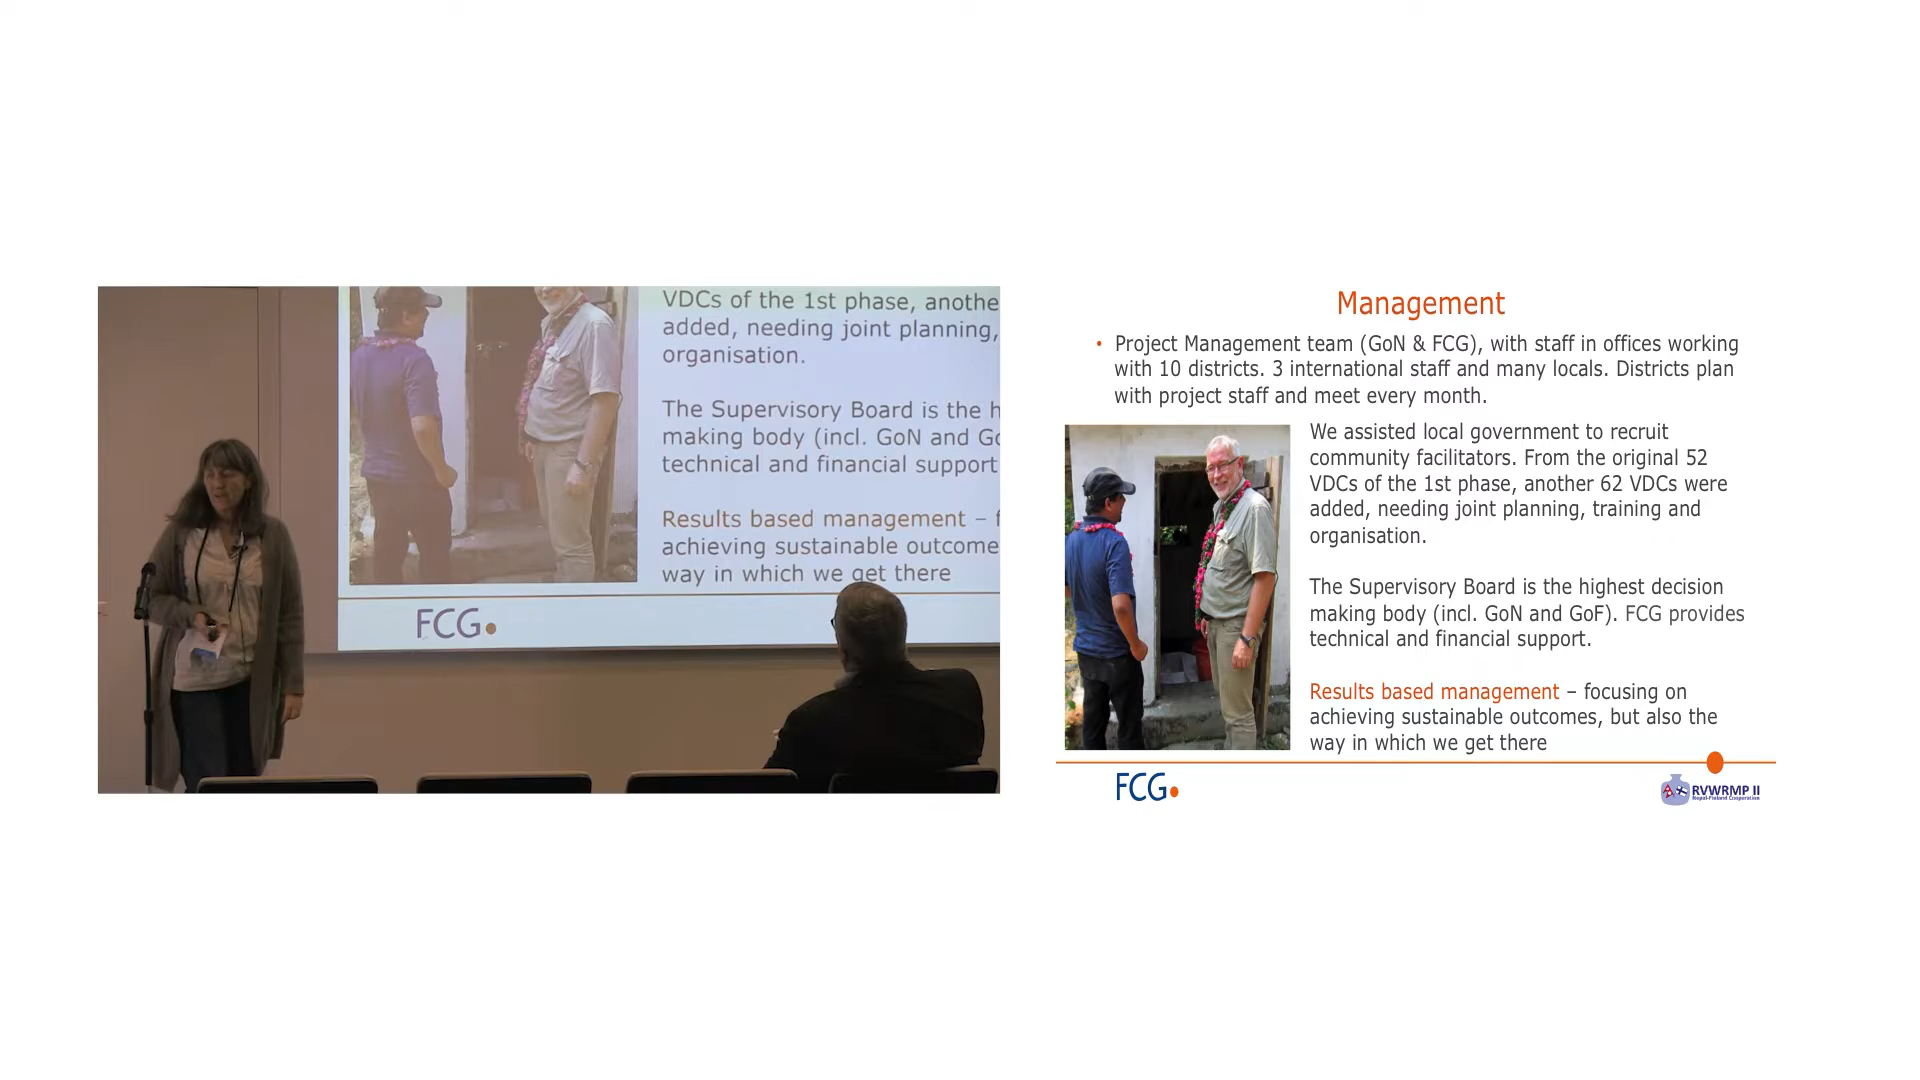 VDCs of the 1st phase, anothe
added, needing joint planning,
organisation.
The Supervisory Board is the h
making body (incl. GoN and Go
technical and financial support
Results based management – f
achieving sustainable outcome
way in which we get there
FCG
Management
• Project Management team (GoN & FCG), with staff in offices working
with 10 districts. 3 international staff and many locals. Districts plan
with project staff and meet every month.
We assisted local government to recruit
community facilitators. From the original 52
VDCs of the 1st phase, another 62 VDCs were
added, needing joint planning, training and
organisation.
The Supervisory Board is the highest decision
making body (incl. GoN and GoF). FCG provides
technical and financial support.
Results based management – focusing on
achieving sustainable outcomes, but also the
way in which we get there
FCG
RVWRMP II
Nepal-Finland Cooperation